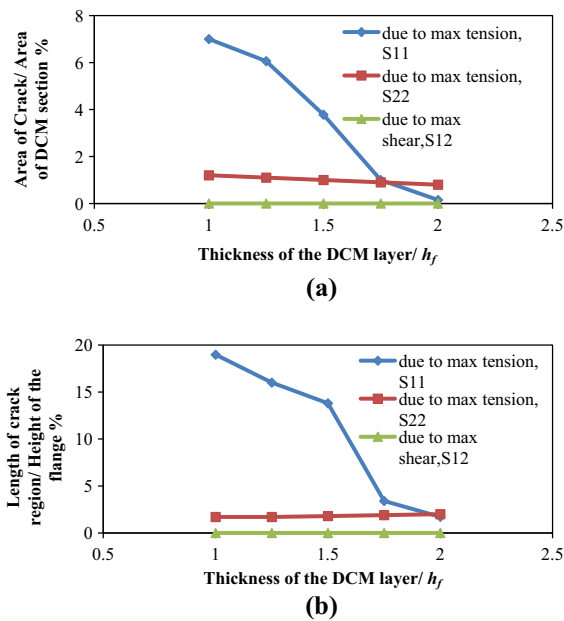 Area of Crack/ Area
of DCM section %
8
6
4
2
0
0.5
1
1.5
2
2.5
due to max tension,
S11
due to max tension,
S22
due to max
shear,S12
Thickness of the DCM layer/ hf
(a)
Length of crack
region/ Height of the
flange %
20
15
10
5
0
0.5
1
1.5
2
2.5
due to max tension,
S11
due to max tension,
S22
due to max
shear,S12
Thickness of the DCM layer/ hf
(b)